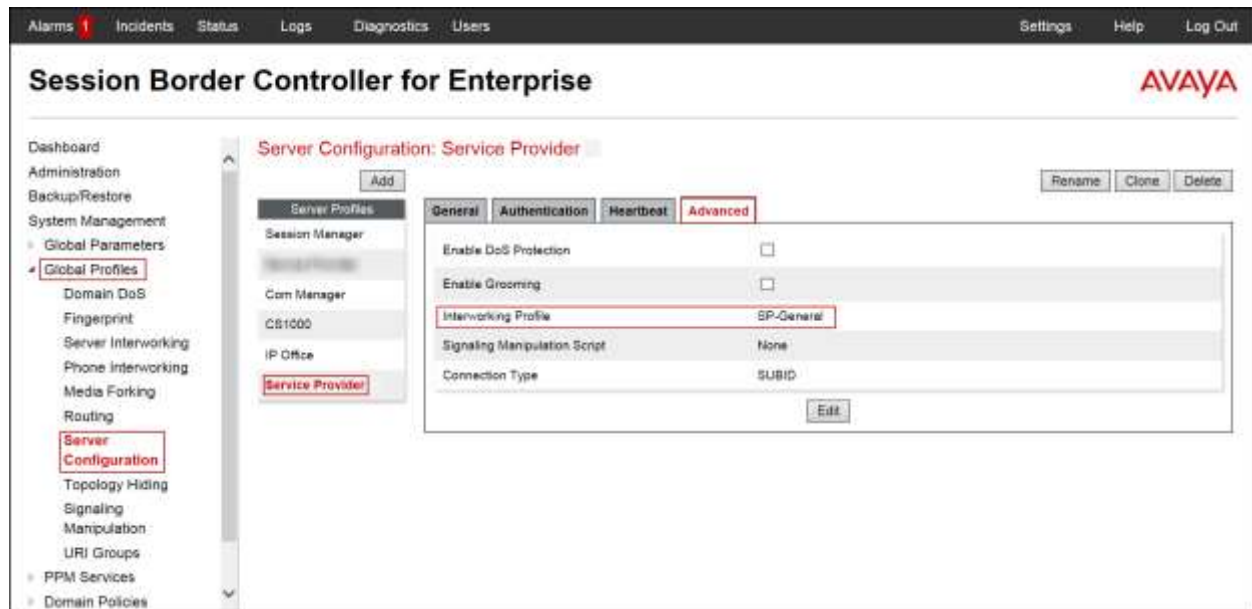 Alarms 1 Incidents Status Logs Diagnostics Users Settings Help Log Out
Session Border Controller for Enterprise
AVAYA
Dashboard
Administration
Backup/Restore
System Management
Global Parameters
Global Profiles
Domain DoS
Fingerprint
Server Interworking
Phone Interworking
Media Forking
Routing
Server
Configuration
Topology Hiding
Signaling
Manipulation
URI Groups
PPM Services
Domain Policies
Server Configuration: Service Provider
Add
Rename Clone Delete
Server Profiles
Session Manager
Com Manager
CS1000
IP Office
Service Provider
General Authentication Heartbeat Advanced
Enable DoS Protection
Enable Grooming
Interworking Profile SP-General
Signaling Manipulation Script None
Connection Type SUBID
Edit